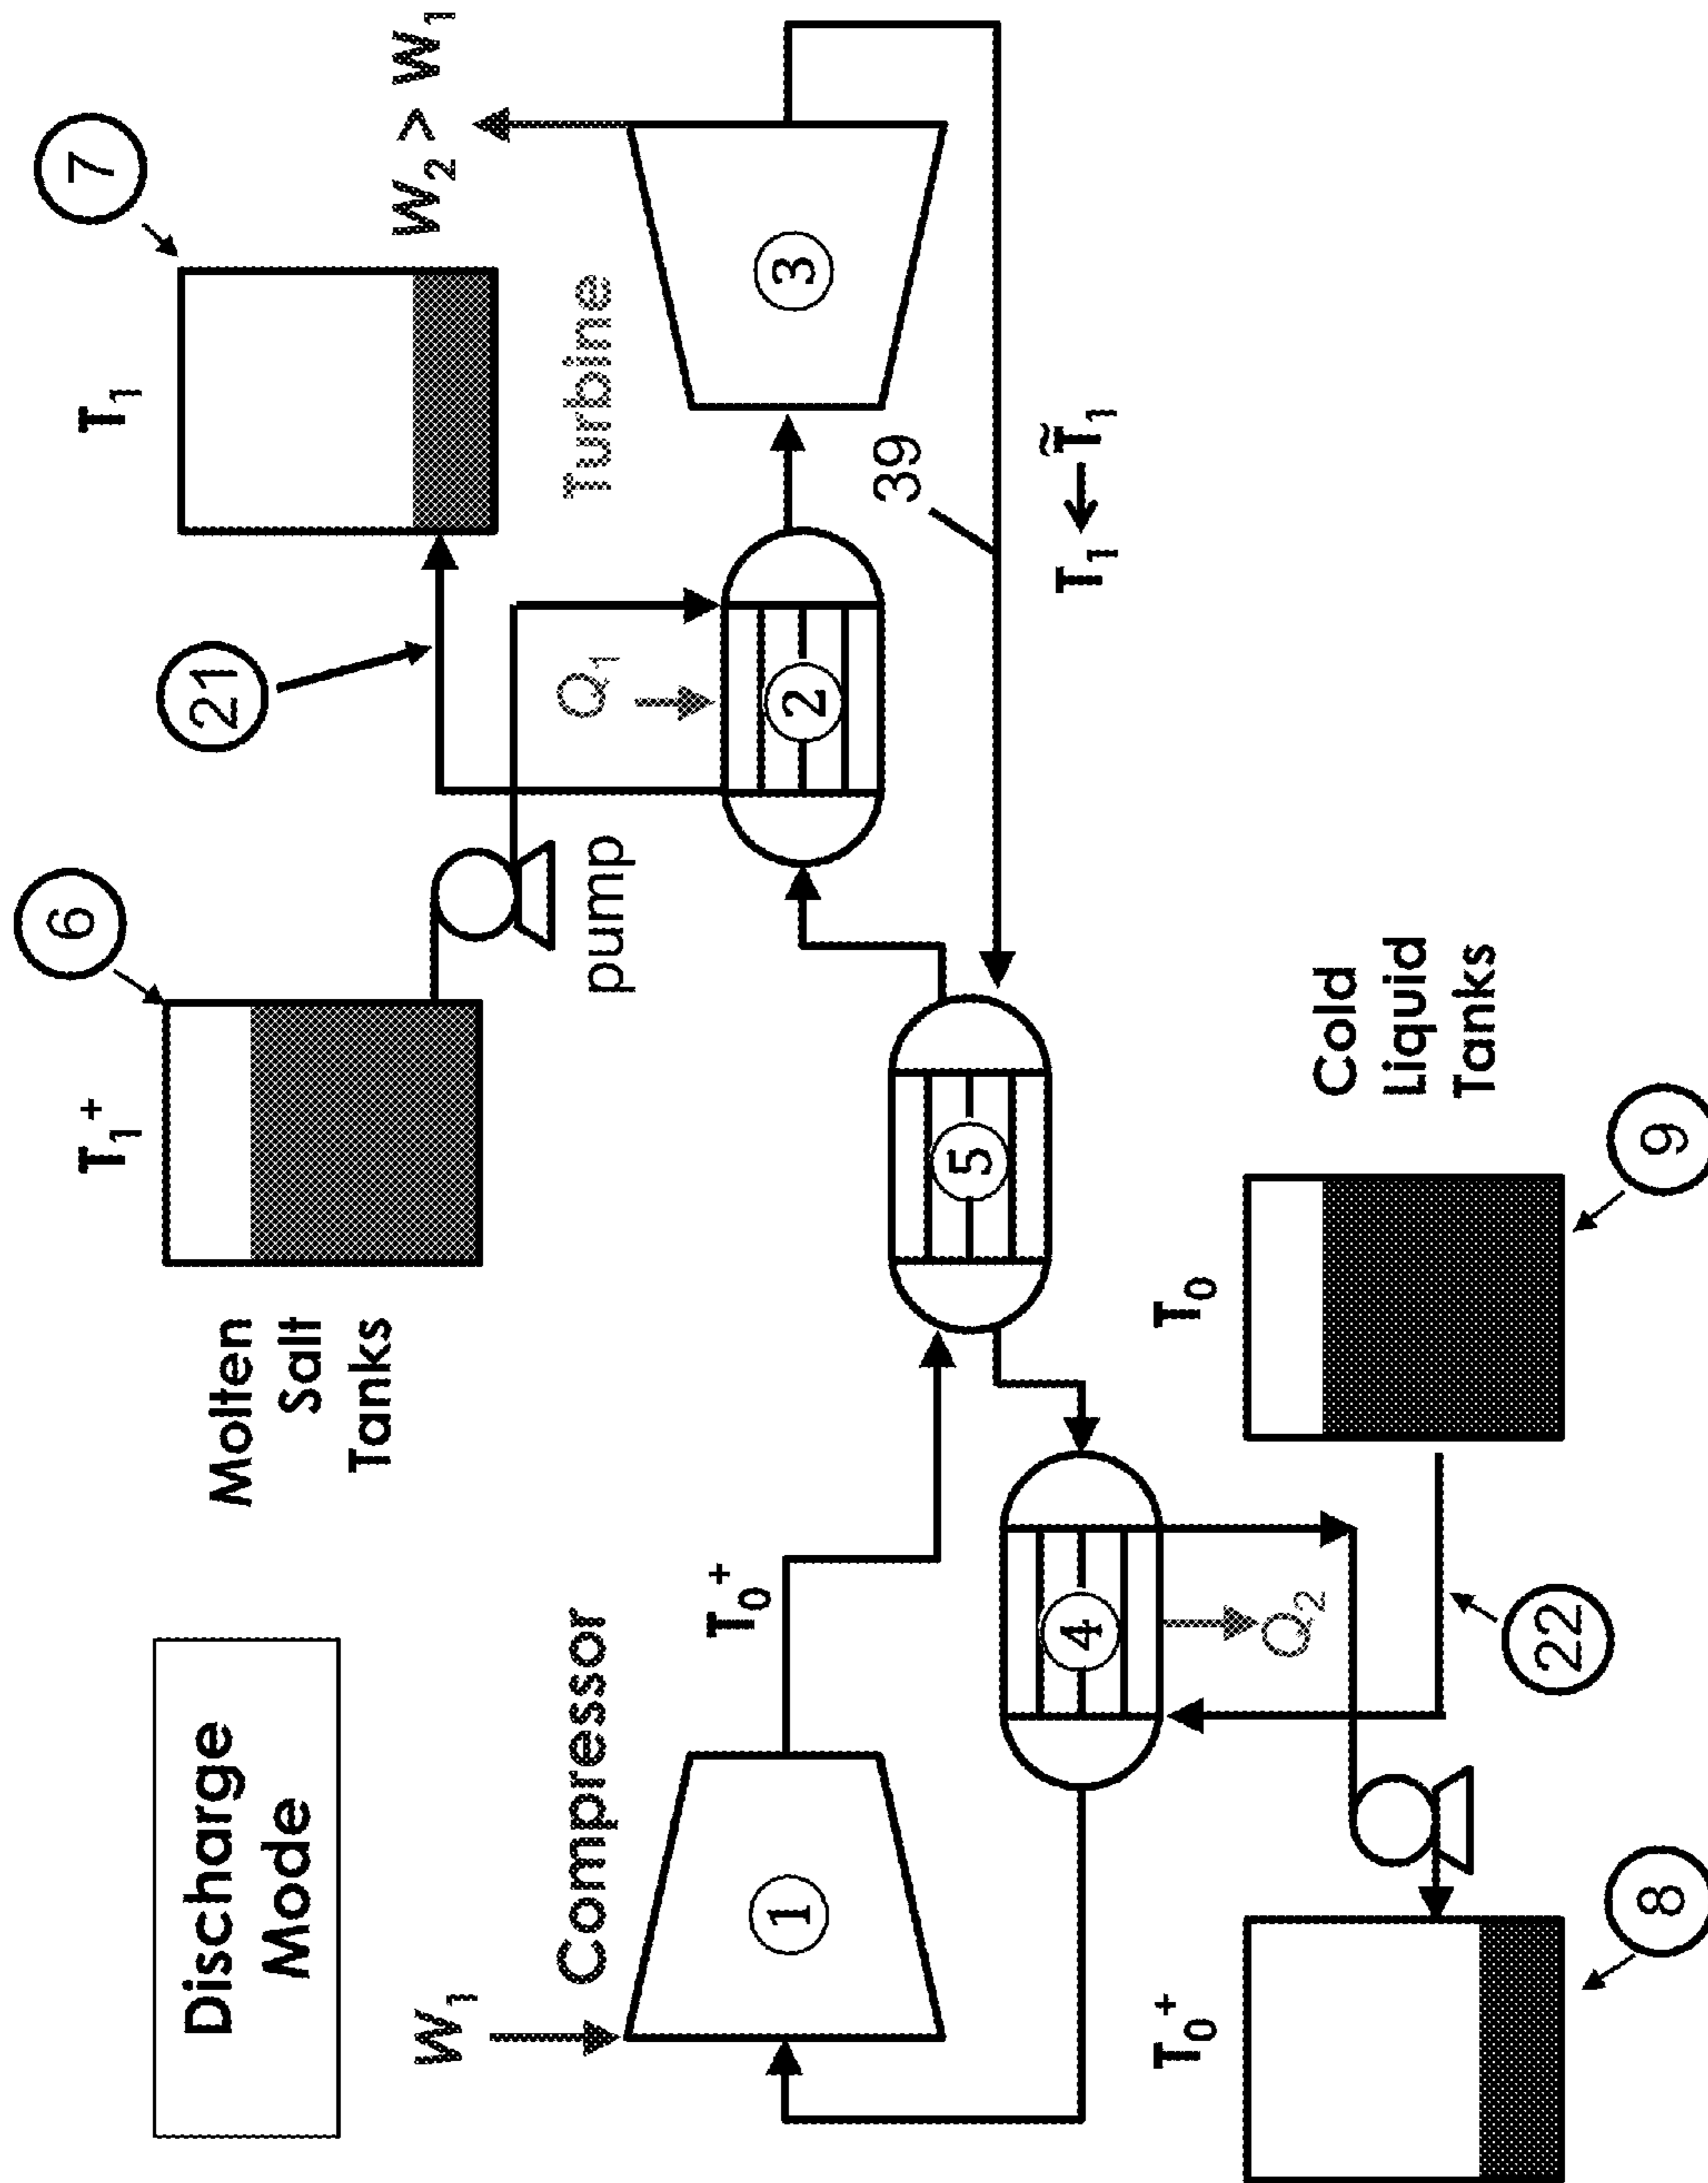 Discharge
Mode
Molten
Salt
Tanks
T₁⁺
6
pump
21
T₁
7
W₂ > W₁
Turbine
Q₁
W₁
Compressor
1
T₀⁺
5
2
3
39
T₁ ← T̃₁
4
Q₂
T₀⁺
8
22
T₀
9
Cold
Liquid
Tanks